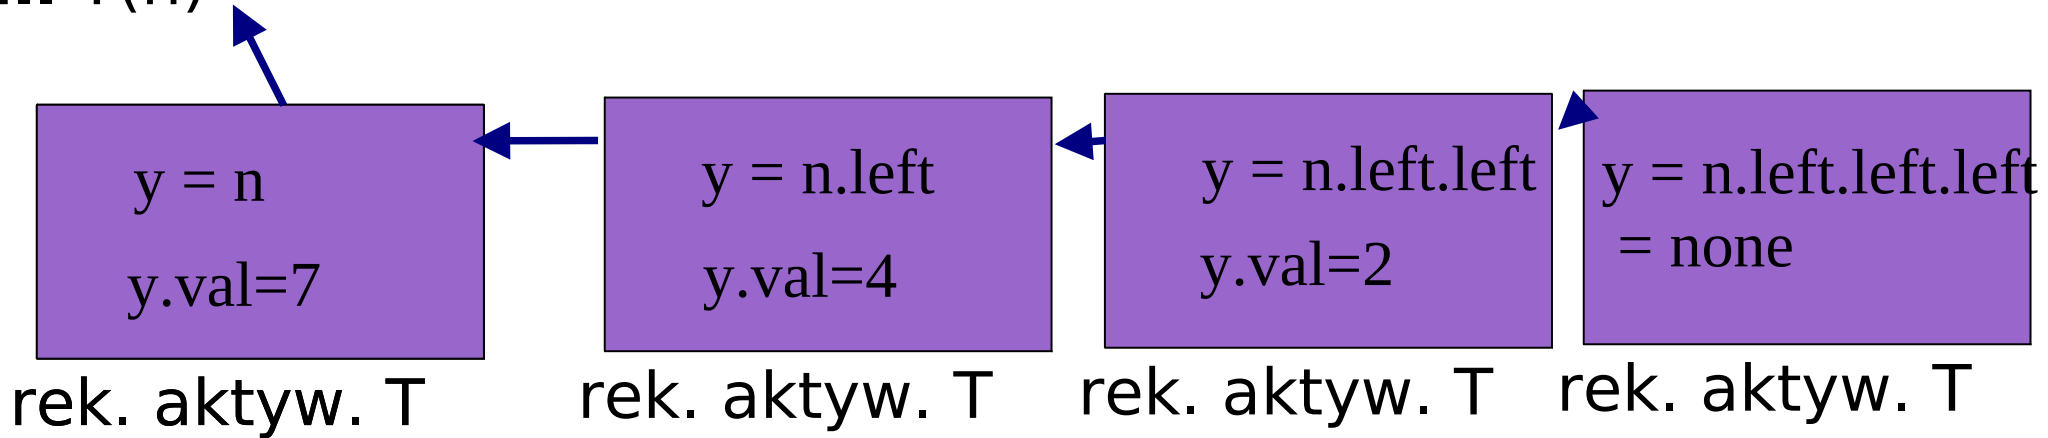 y = n
y.val=7
rek. aktyw. T
y = n.left
y.val=4
rek. aktyw. T
y = n.left.left
y.val=2
rek. aktyw. T
y = n.left.left.left
= none
rek. aktyw. T